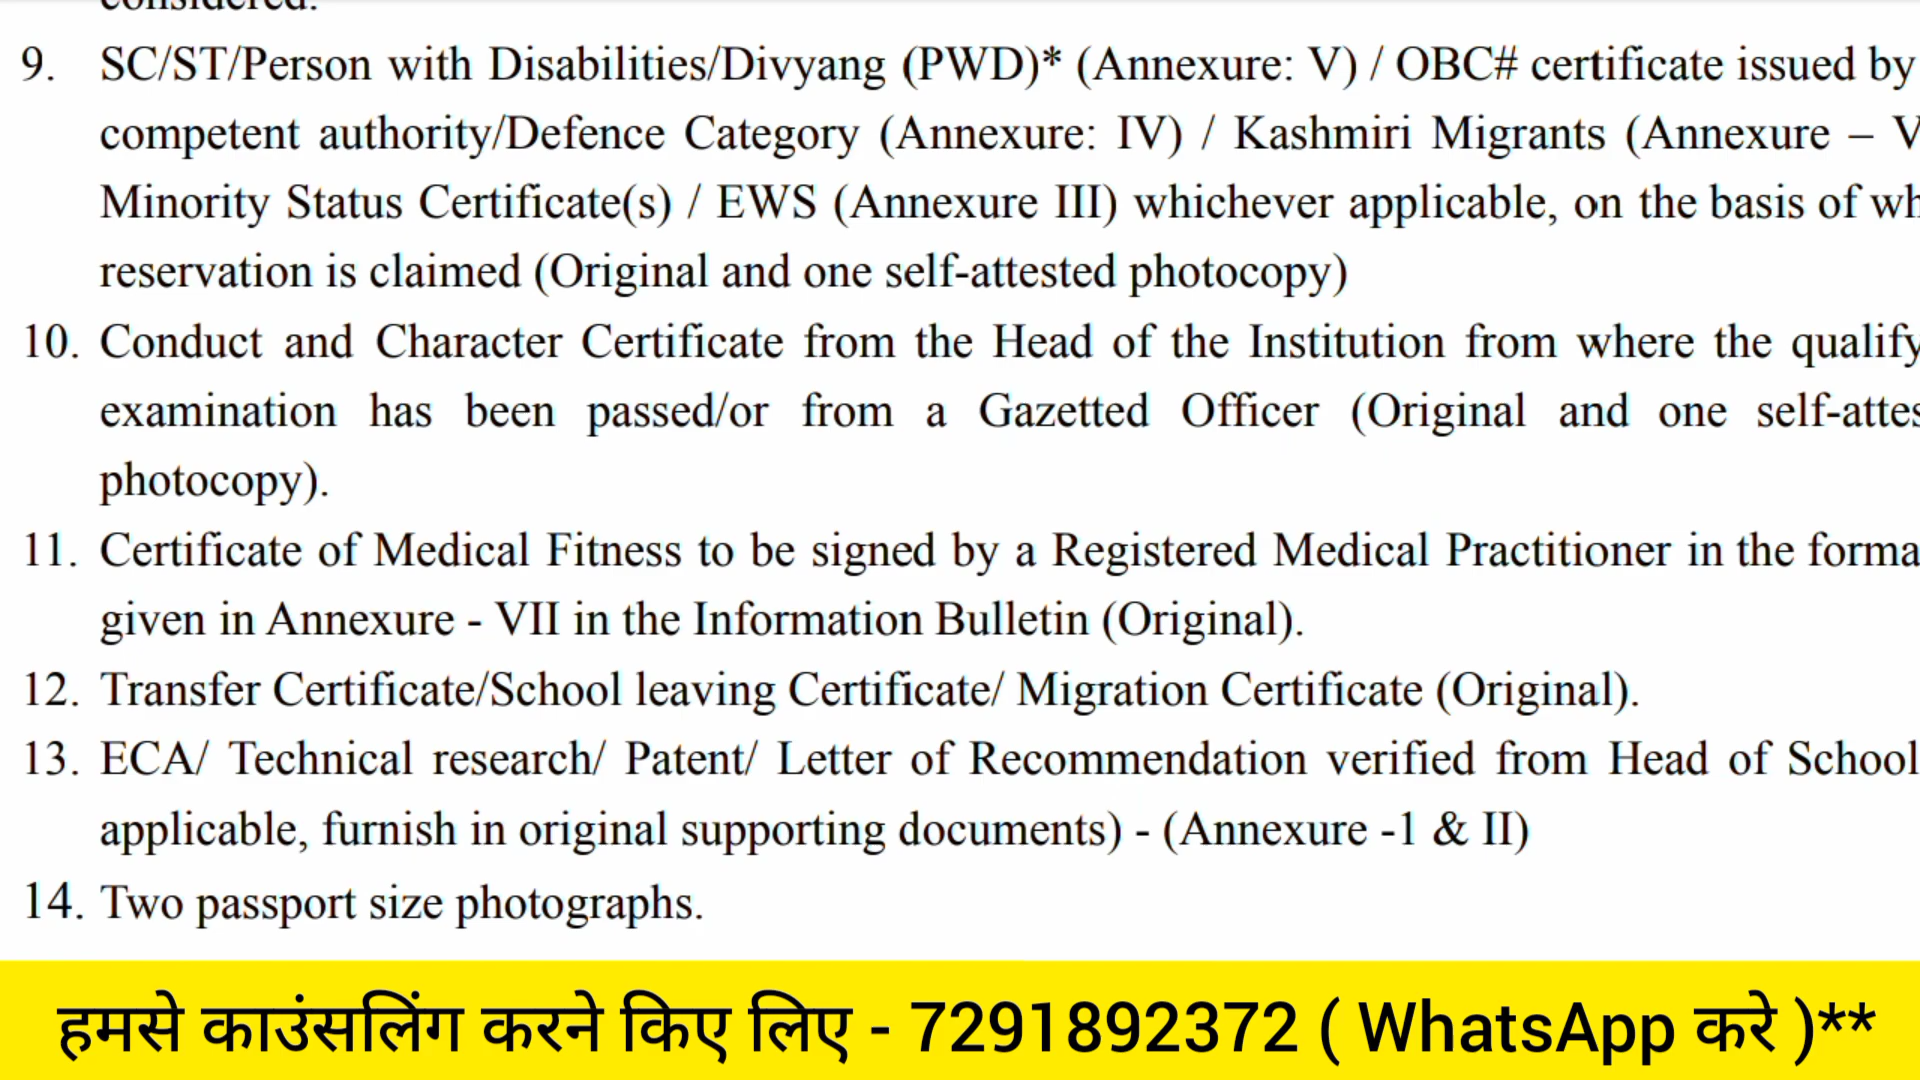 considered.
9. SC/ST/Person with Disabilities/Divyang (PWD)* (Annexure: V) / OBC# certificate issued by
competent authority/Defence Category (Annexure: IV) / Kashmiri Migrants (Annexure – V
Minority Status Certificate(s) / EWS (Annexure III) whichever applicable, on the basis of wh
reservation is claimed (Original and one self-attested photocopy)
10. Conduct and Character Certificate from the Head of the Institution from where the qualify
examination has been passed/or from a Gazetted Officer (Original and one self-attes
photocopy).
11. Certificate of Medical Fitness to be signed by a Registered Medical Practitioner in the forma
given in Annexure - VII in the Information Bulletin (Original).
12. Transfer Certificate/School leaving Certificate/ Migration Certificate (Original).
13. ECA/ Technical research/ Patent/ Letter of Recommendation verified from Head of School
applicable, furnish in original supporting documents) - (Annexure -1 & II)
14. Two passport size photographs.
हमसे काउंसलिंग करने किए लिए - 7291892372 ( WhatsApp करे )**